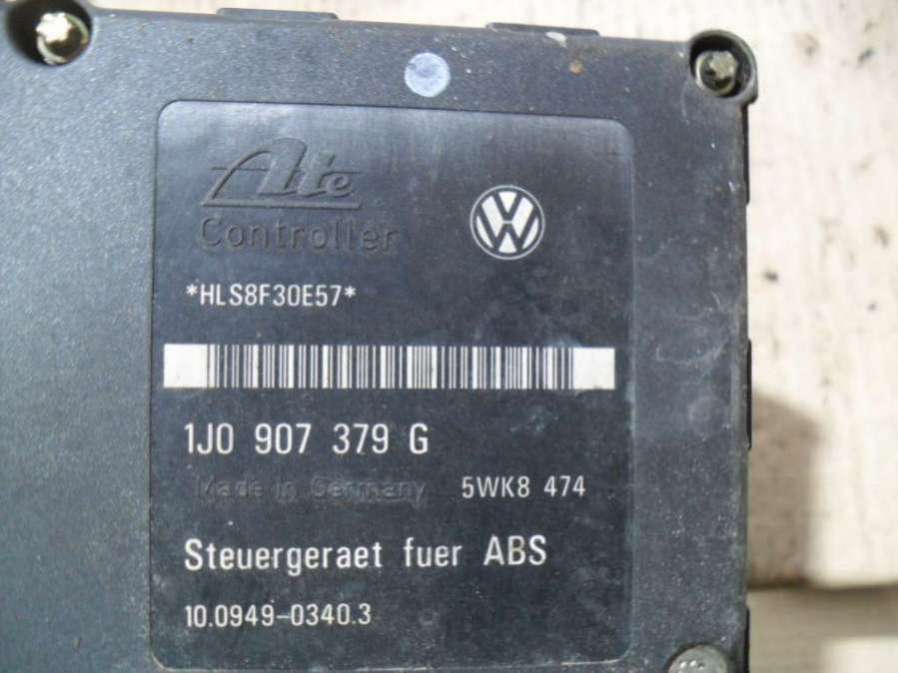 Ate
Controller
*HLS8F30E57*
1J0 907 379 G
Made in Germany
5WK8 474
Steuergeraet fuer ABS
10.0949-0340.3